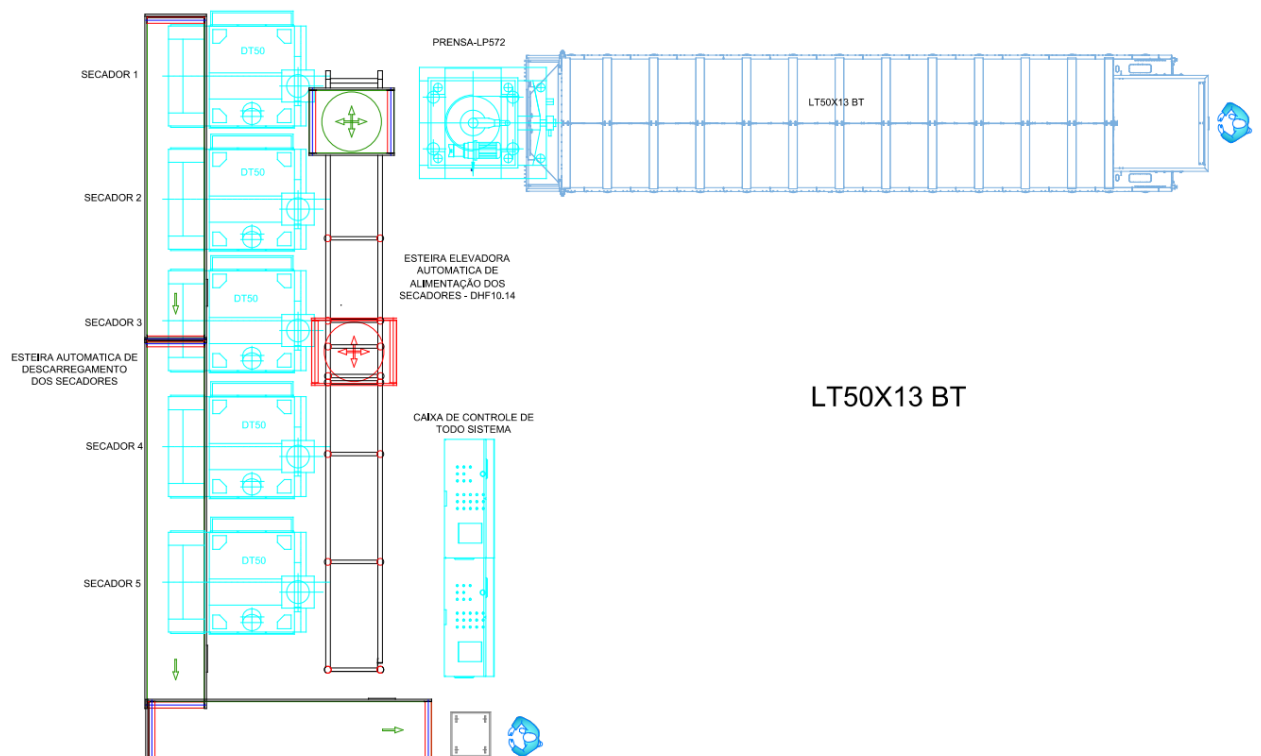 PRENSA-LP572
SECADOR 1
DT50
LT50X13 BT
SECADOR 2
DT50
ESTEIRA ELEVADORA
AUTOMATICA DE
ALIMENTAÇÃO DOS
SECADORES - DHF10.14
SECADOR 3
DT50
ESTEIRA AUTOMATICA DE
DESCARREGAMENTO
DOS SECADORES
LT50X13 BT
SECADOR 4
DT50
CAIXA DE CONTROLE DE
TODO SISTEMA
SECADOR 5
DT50